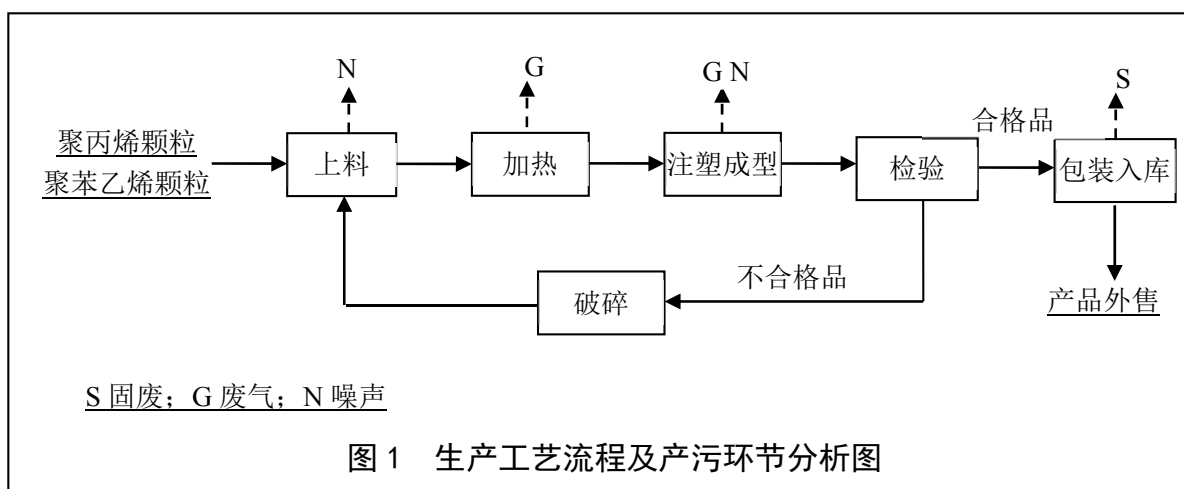 N
G
G N
S
聚丙烯颗粒
聚苯乙烯颗粒
上料
加热
注塑成型
检验
合格品
包装入库
不合格品
破碎
产品外售
S 固废；G 废气；N 噪声
图 1 生产工艺流程及产污环节分析图